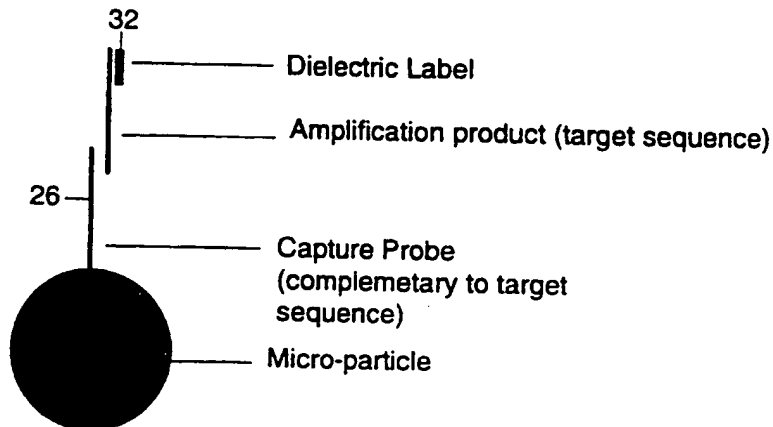 32
Dielectric Label
Amplification product (target sequence)
26
Capture Probe
(complemetary to target
sequence)
Micro-particle